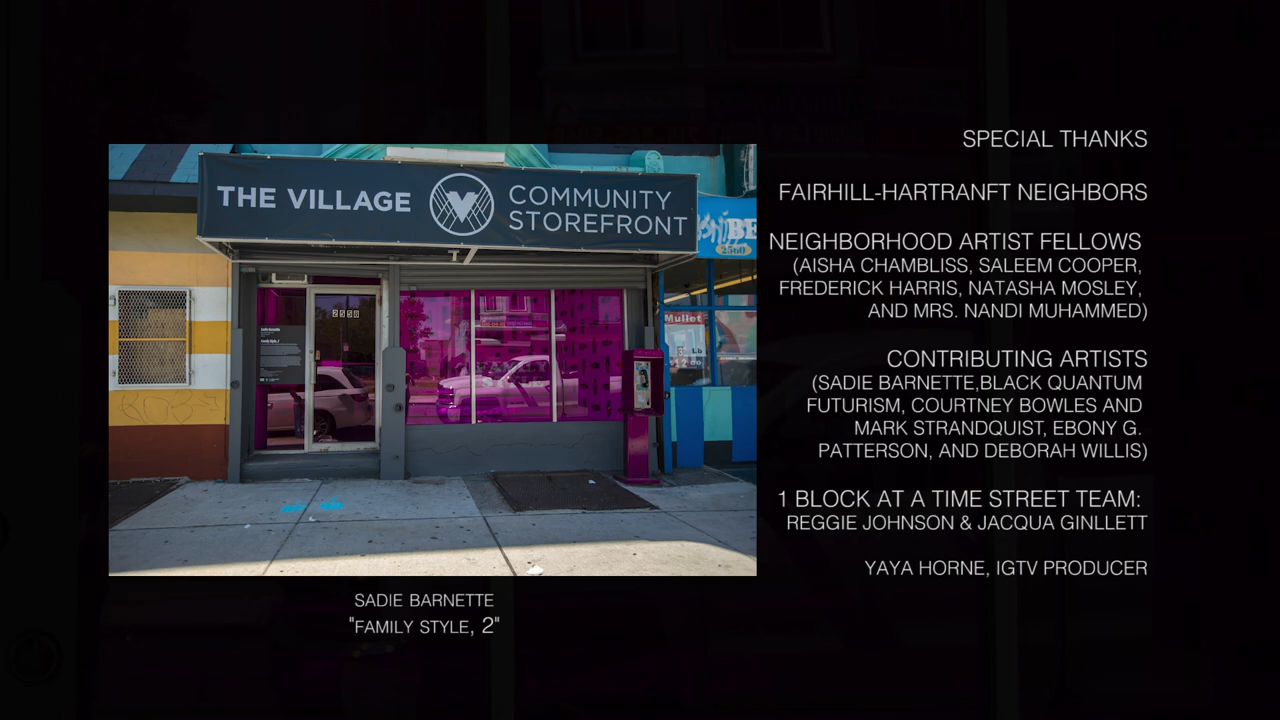 THE VILLAGE
COMMUNITY
STOREFRONT
BE
2560
2558
Mullet
Lb
SADIE BARNETTE
"FAMILY STYLE, 2"
SPECIAL THANKS
FAIRHILL-HARTRANFT NEIGHBORS
NEIGHBORHOOD ARTIST FELLOWS
(AISHA CHAMBLISS, SALEEM COOPER,
FREDERICK HARRIS, NATASHA MOSLEY,
AND MRS. NANDI MUHAMMED)
CONTRIBUTING ARTISTS
(SADIE BARNETTE,BLACK QUANTUM
FUTURISM, COURTNEY BOWLES AND
MARK STRANDQUIST, EBONY G.
PATTERSON, AND DEBORAH WILLIS)
1 BLOCK AT A TIME STREET TEAM:
REGGIE JOHNSON & JACQUA GINLLETT
YAYA HORNE, IGTV PRODUCER